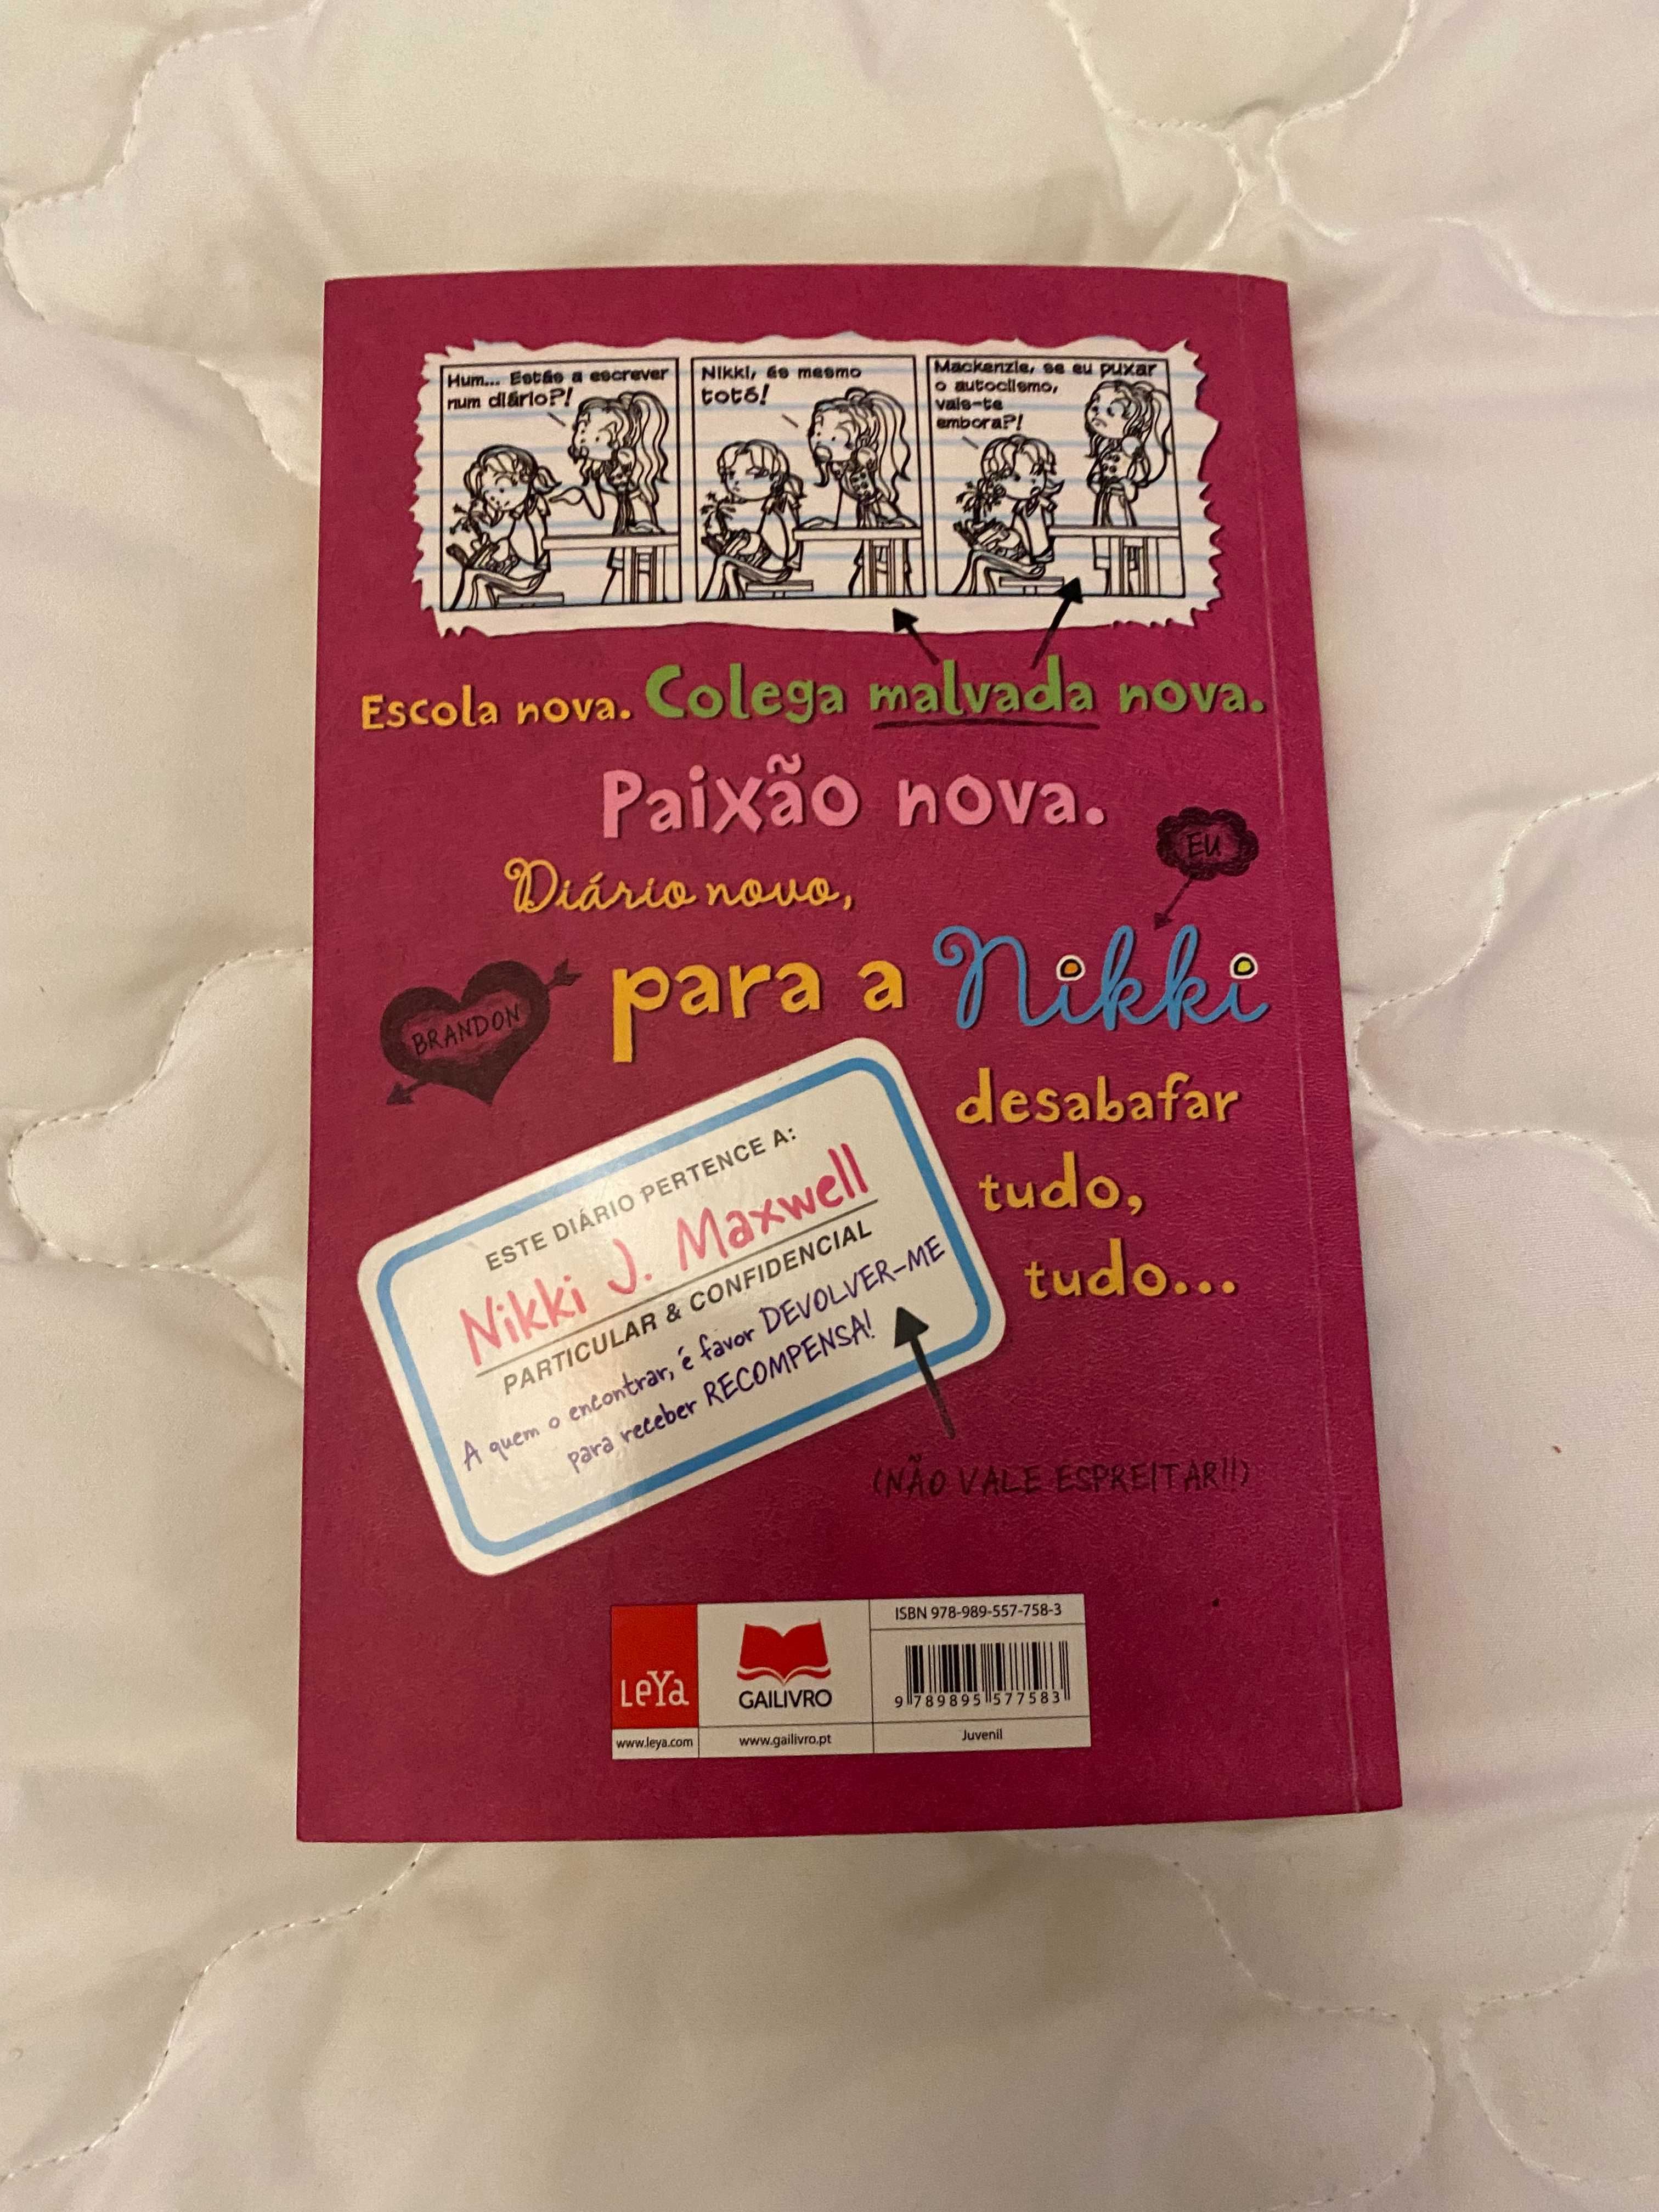 Hum... Estás a escrever
num diário?!
Nikki, és mesmo
totó!
Mackenzie, se eu puxar
o autoclismo,
vais-te
embora?!
Escola nova. Colega malvada nova.
Paixão nova.
EU
Diário novo,
para a Nikki
BRANDON
desabafar
tudo,
tudo...
ESTE DIÁRIO PERTENCE A:
Nikki J. Maxwell
PARTICULAR & CONFIDENCIAL
A quem o encontrar, é favor DEVOLVER-ME
para receber RECOMPENSA!
(NÃO VALE ESPREITAR!!)
LeYa
www.leya.com
GAILIVRO
www.gailivro.pt
ISBN 978-989-557-758-3
9 789895 577583
Juvenil